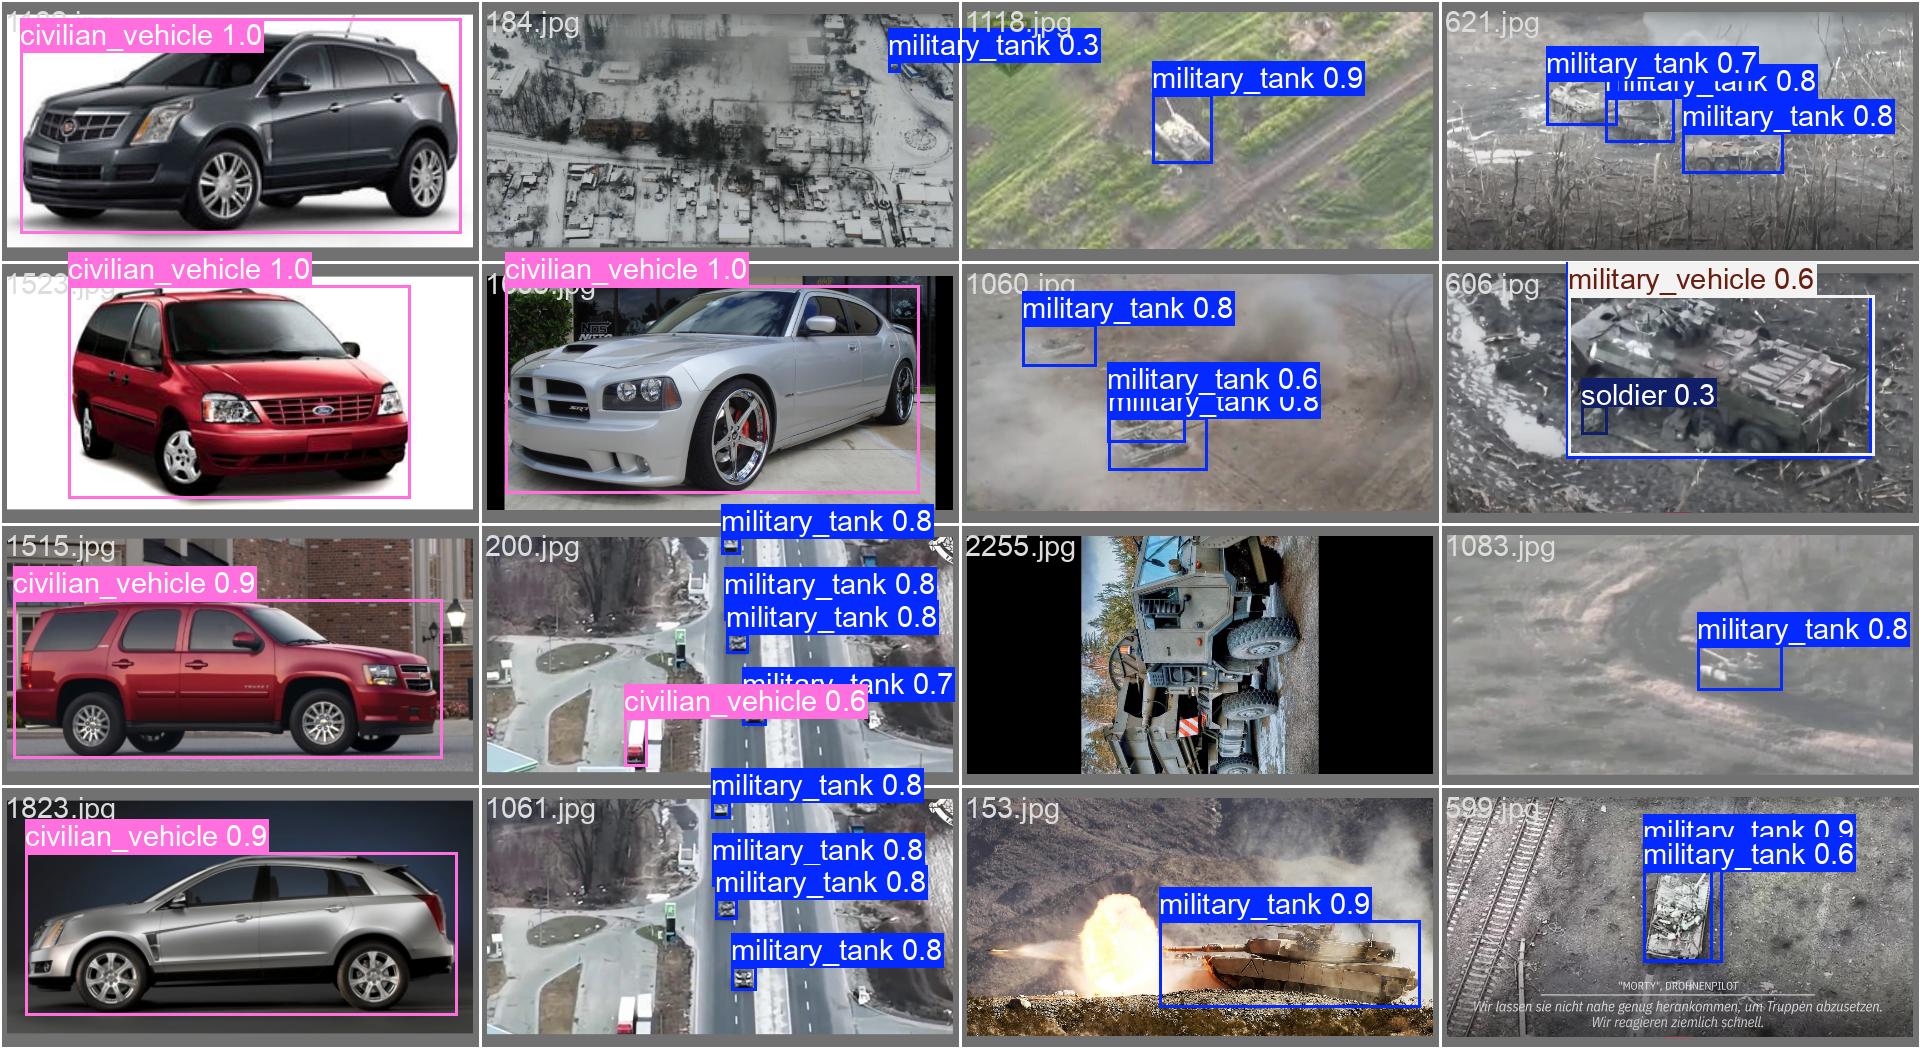 civilian_vehicle 1.0
184.jpg
military_tank 0.3
1118.jpg
military_tank 0.9
621.jpg
military_tank 0.7
military_tank 0.8
military_tank 0.8
1523.jpg
civilian_vehicle 1.0
civilian_vehicle 1.0
NOS
NITTO
SRT
Ford
1060.jpg
military_tank 0.8
military_tank 0.6
military_tank 0.8
606.jpg
military_vehicle 0.6
soldier 0.3
1515.jpg
civilian_vehicle 0.9
200.jpg
military_tank 0.8
military_tank 0.8
military_tank 0.8
military_tank 0.7
civilian_vehicle 0.6
2255.jpg
1083.jpg
military_tank 0.8
1823.jpg
civilian_vehicle 0.9
1061.jpg
military_tank 0.8
military_tank 0.8
military_tank 0.8
military_tank 0.8
153.jpg
military_tank 0.9
599.jpg
military_tank 0.9
military_tank 0.6
"MORTY", DROHNENPILOT
Wir lassen sie nicht nahe genug herankommen, um Truppen abzusetzen.
Wir reagieren ziemlich schnell.